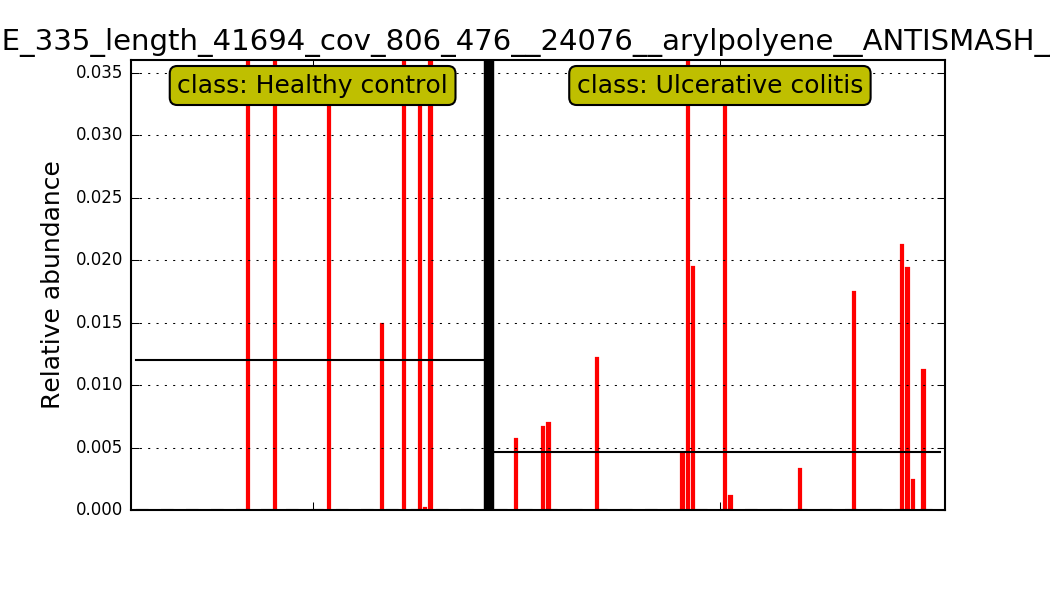 E_335_length_41694_cov_806_476__24076__arylpolyene__ANTISMASH_
class: Healthy control
class: Ulcerative colitis
Relative abundance
0.035
0.030
0.025
0.020
0.015
0.010
0.005
0.000